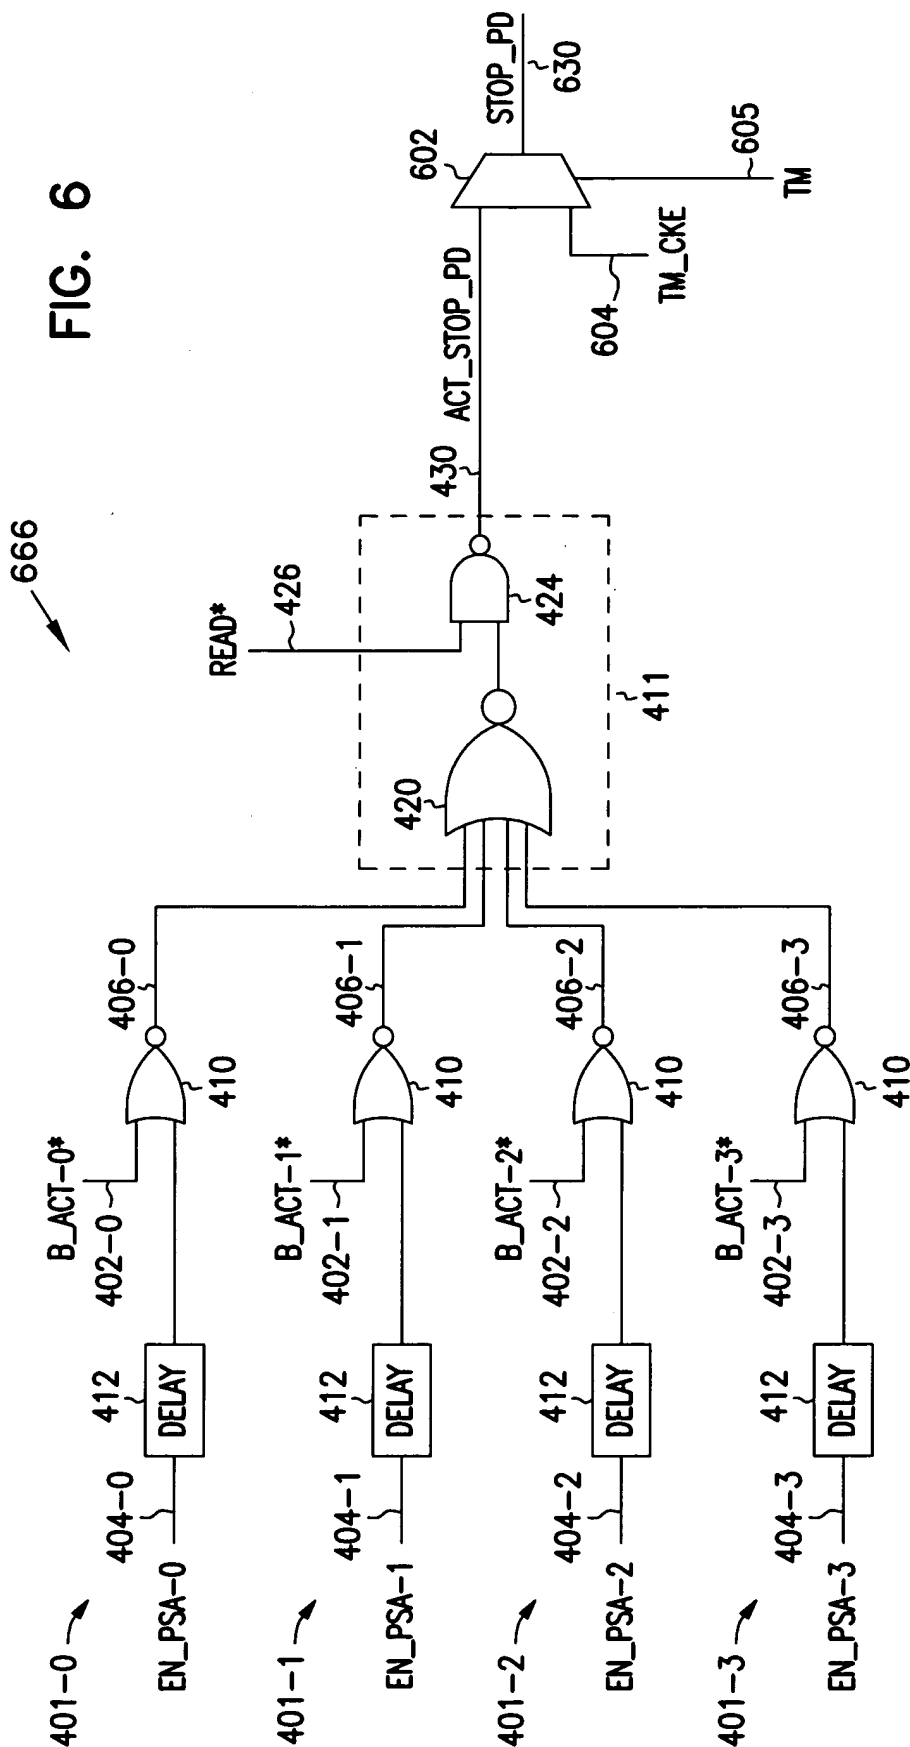 FIG. 6
666
401-0
EN_PSA-0
404-0
412
DELAY
B_ACT-0*
402-0
410
406-0
401-1
EN_PSA-1
404-1
412
DELAY
B_ACT-1*
402-1
410
406-1
401-2
EN_PSA-2
404-2
412
DELAY
B_ACT-2*
402-2
410
406-2
401-3
EN_PSA-3
404-3
412
DELAY
B_ACT-3*
402-3
410
406-3
READ*
426
420
424
411
430
ACT_STOP_PD
602
STOP_PD
630
604
TM_CKE
605
TM